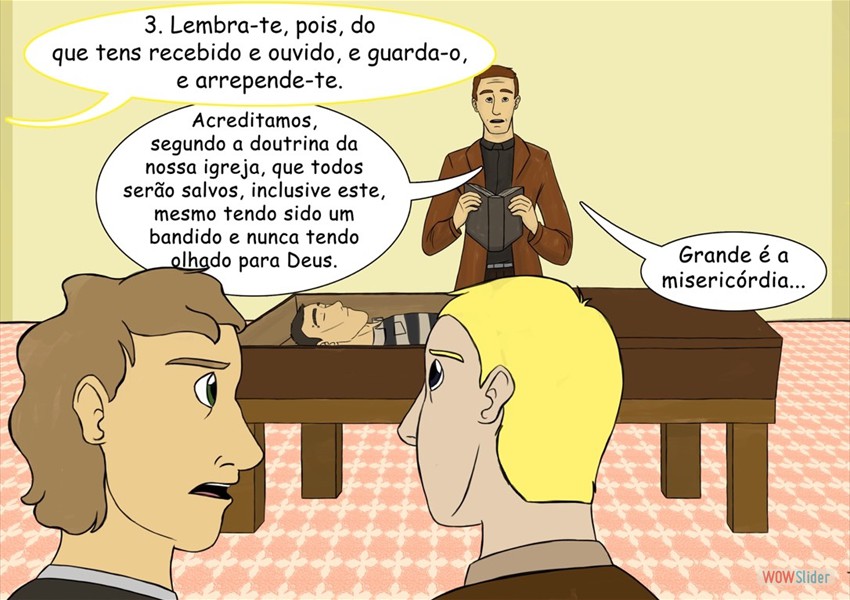 3. Lembra-te, pois, do
que tens recebido e ouvido, e guarda-o,
e arrepende-te.
Acreditamos,
segundo a doutrina da
nossa igreja, que todos
serão salvos, inclusive este,
mesmo tendo sido um
bandido e nunca tendo
olhado para Deus.
Grande é a
misericórdia...
WOWSlider